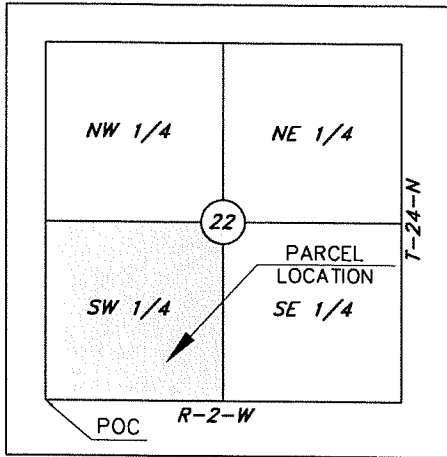 NW 1/4
NE 1/4
T-24-N
22
PARCEL
LOCATION
SW 1/4
SE 1/4
R-2-W
POC